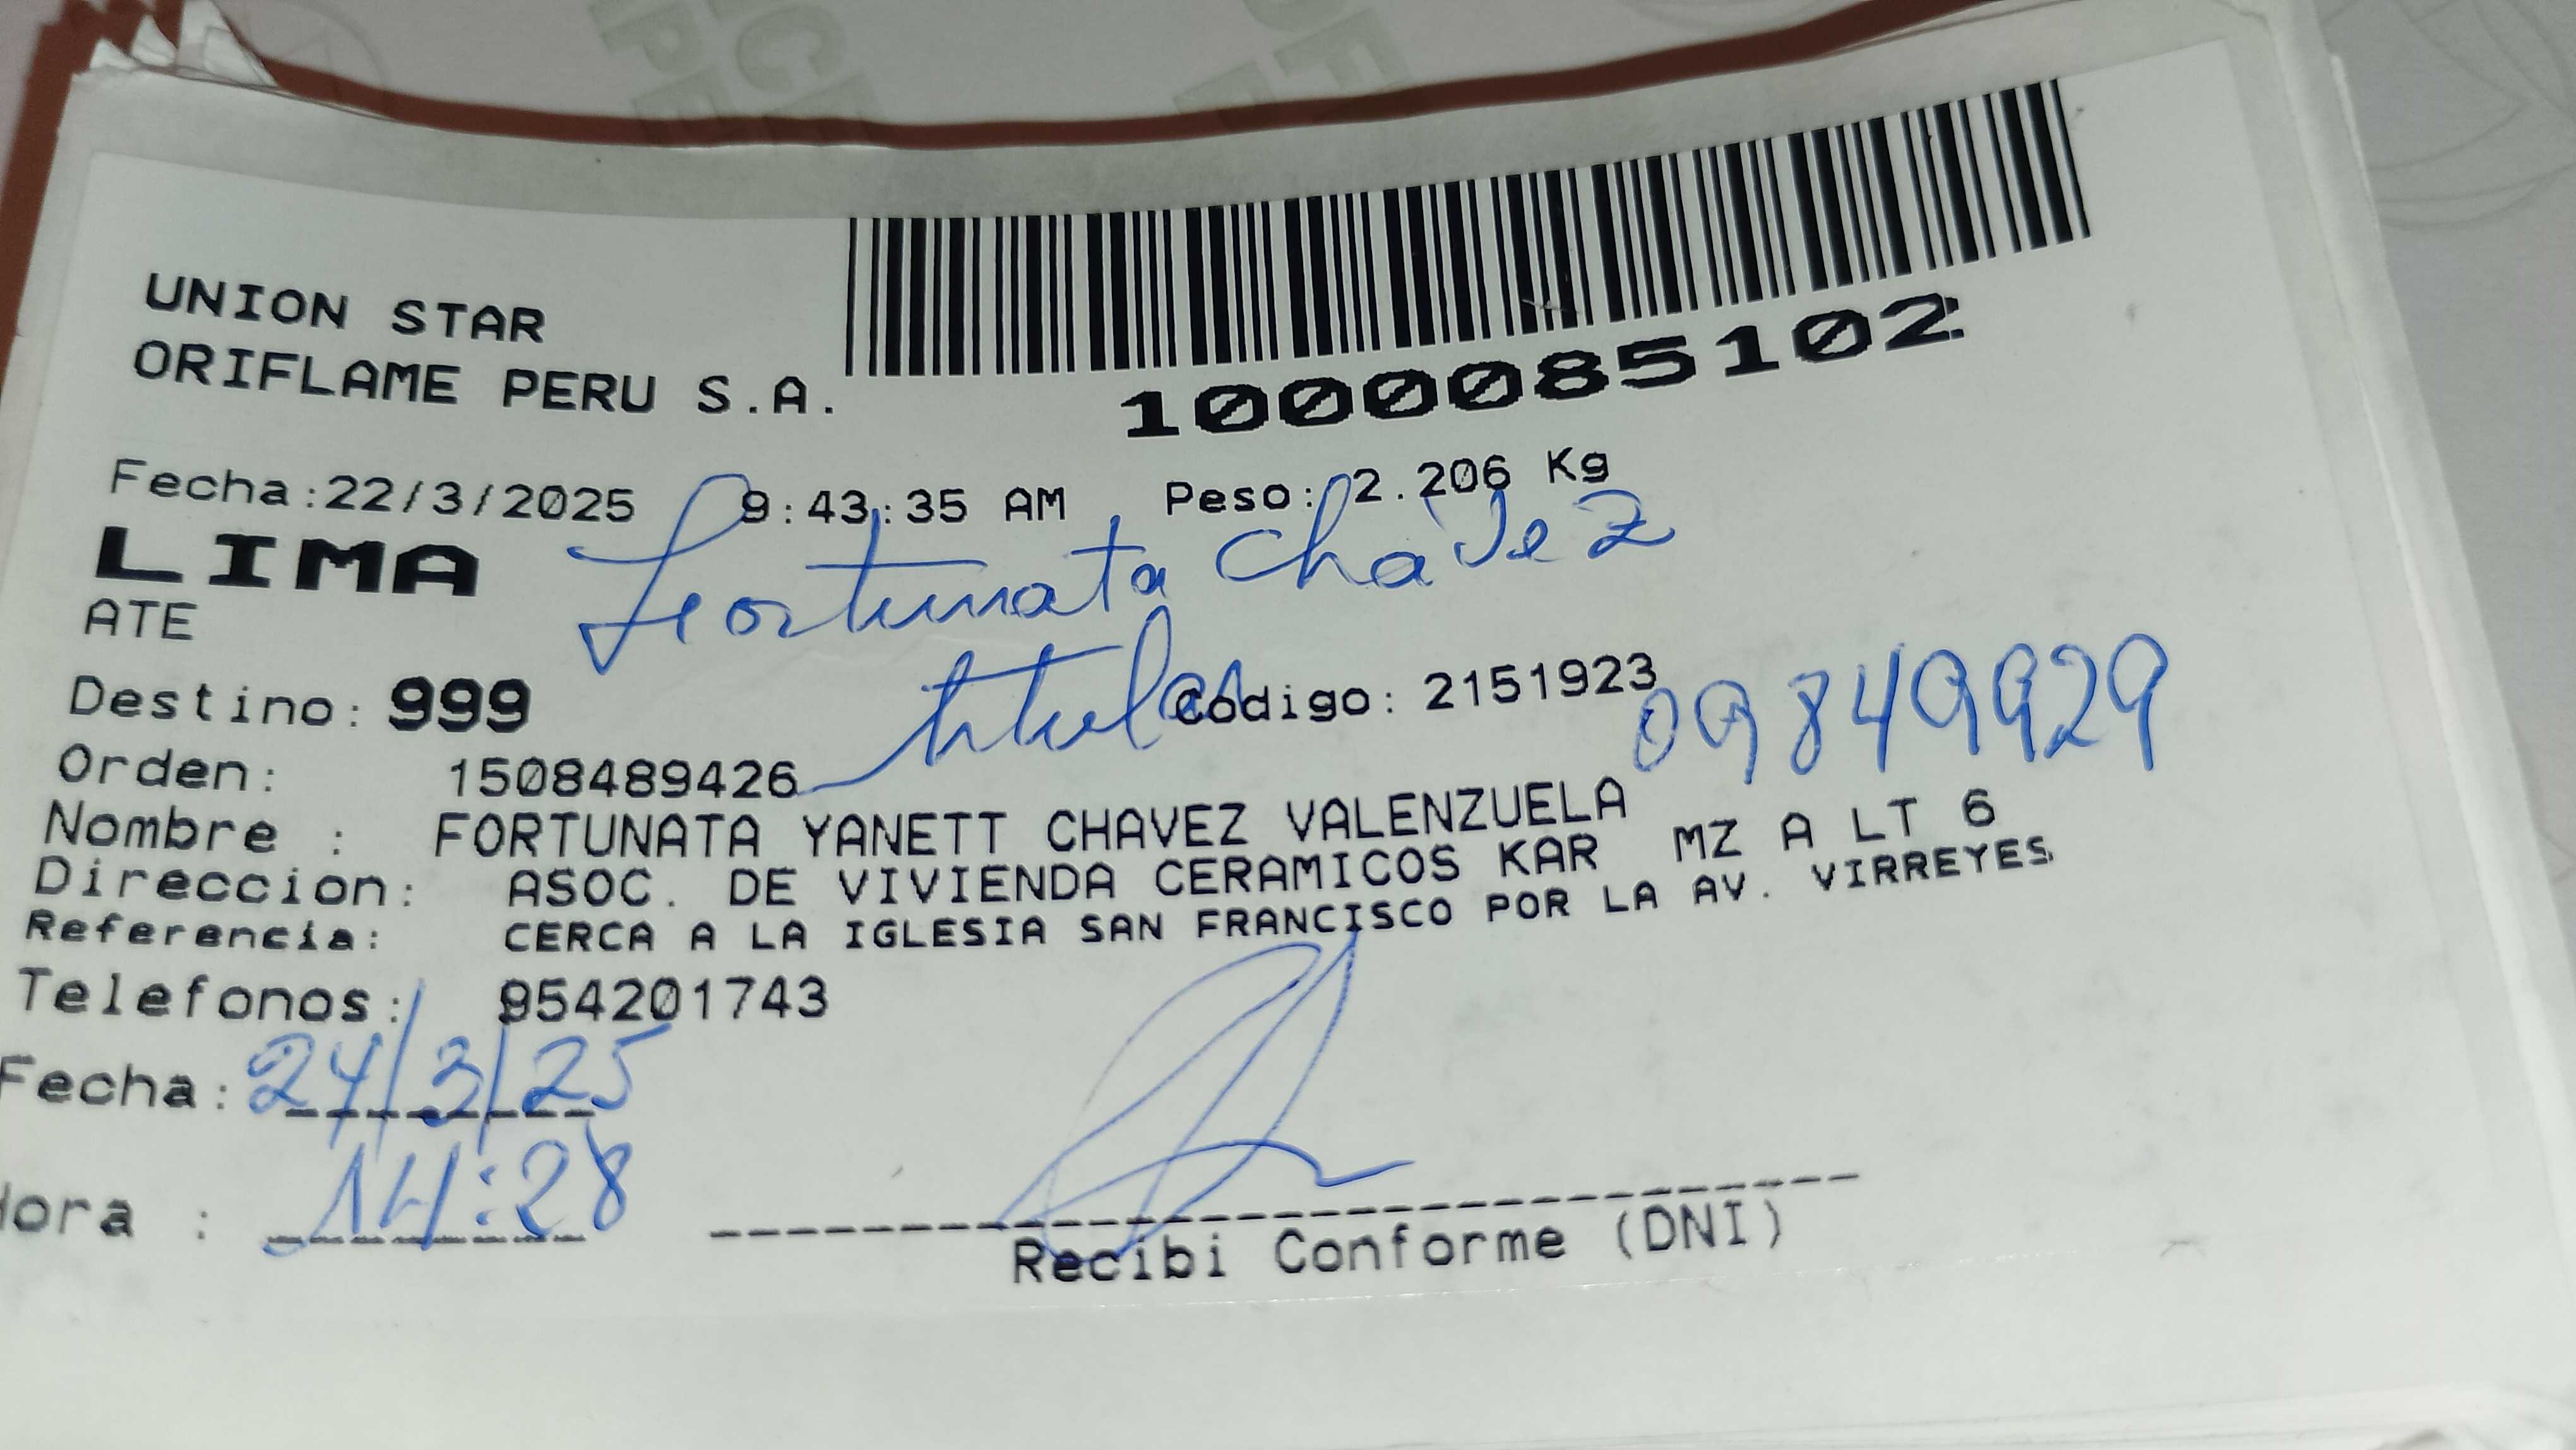 UNION STAR
ORIFLAME PERU S.A.
1000085102
Fecha:22/3/2025 9:43:35 AM Peso: 2.206 Kg
LIMA
Fortunata Chávez
ATE
titular
Destino: 999 Codigo: 2151923
09849929
Orden: 1508489426
Nombre : FORTUNATA YANETT CHAVEZ VALENZUELA
Direccion: ASOC. DE VIVIENDA CERAMICOS KAR MZ A LT 6
Referencia: CERCA A LA IGLESIA SAN FRANCISCO POR LA AV. VIRREYES
Telefonos: 954201743
Fecha: 24/3/25
Hora : 14:28
Recibi Conforme (DNI)